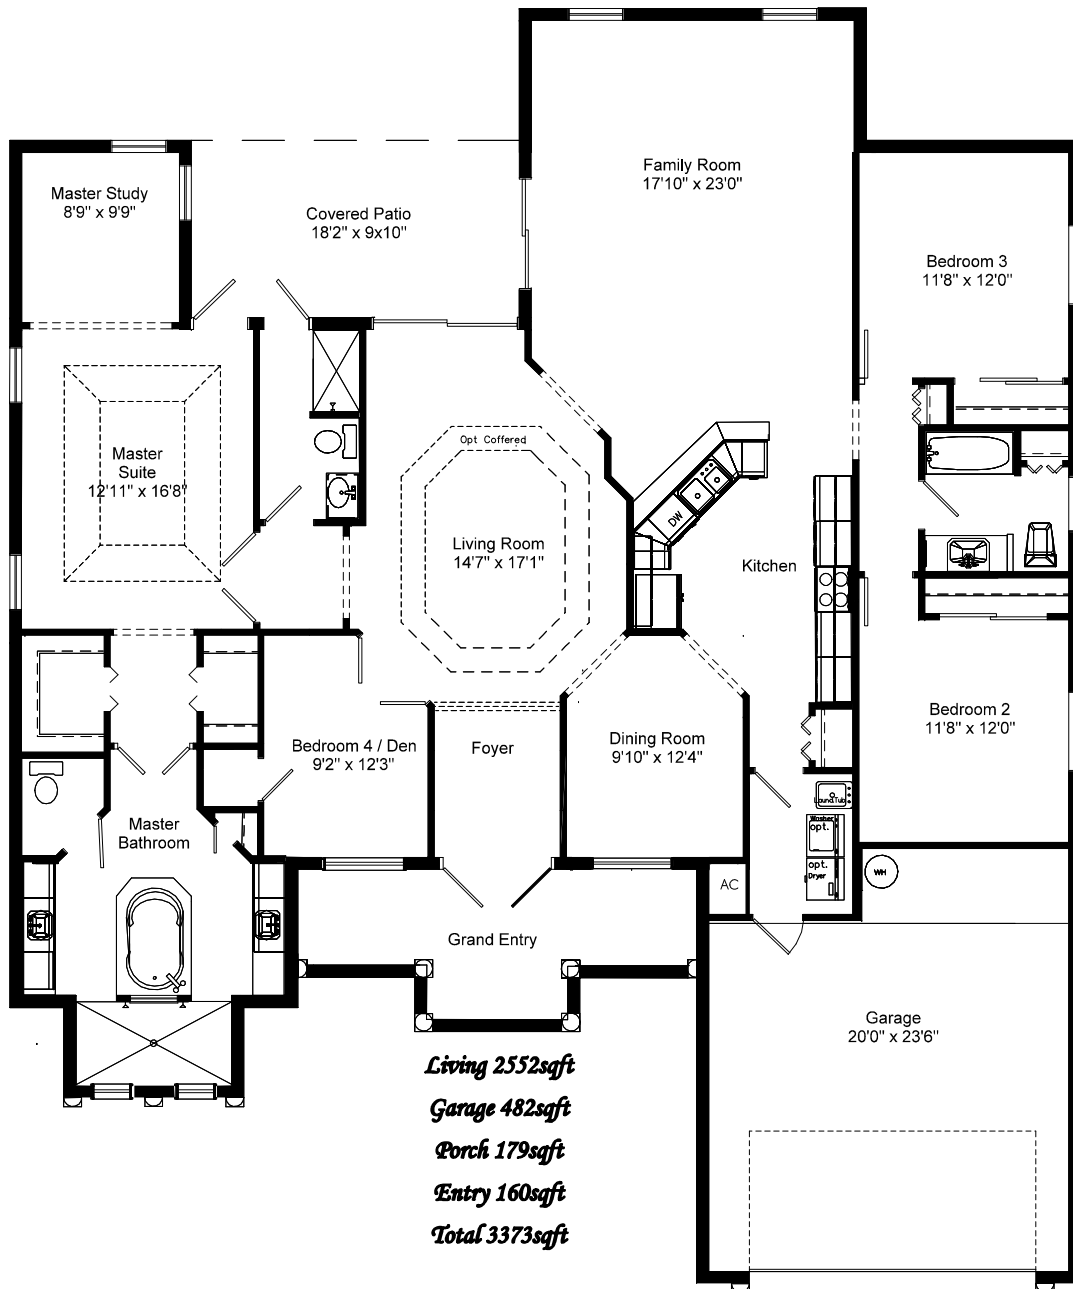 Family Room
17'10" x 23'0"
Master Study
8'9" x 9'9"
Covered Patio
18'2" x 9x10"
Bedroom 3
11'8" x 12'0"
Opt Coffered
Master
Suite
12'11" x 16'8"
DW
Living Room
14'7" x 17'1"
Kitchen
Bedroom 2
11'8" x 12'0"
Bedroom 4 / Den
9'2" x 12'3"
Foyer
Dining Room
9'10" x 12'4"
LaundTub
Master
Bathroom
Washer
opt.
opt.
Dryer
WH
AC
Grand Entry
Garage
20'0" x 23'6"
Living 2552sqft
Garage 482sqft
Porch 179sqft
Entry 160sqft
Total 3373sqft